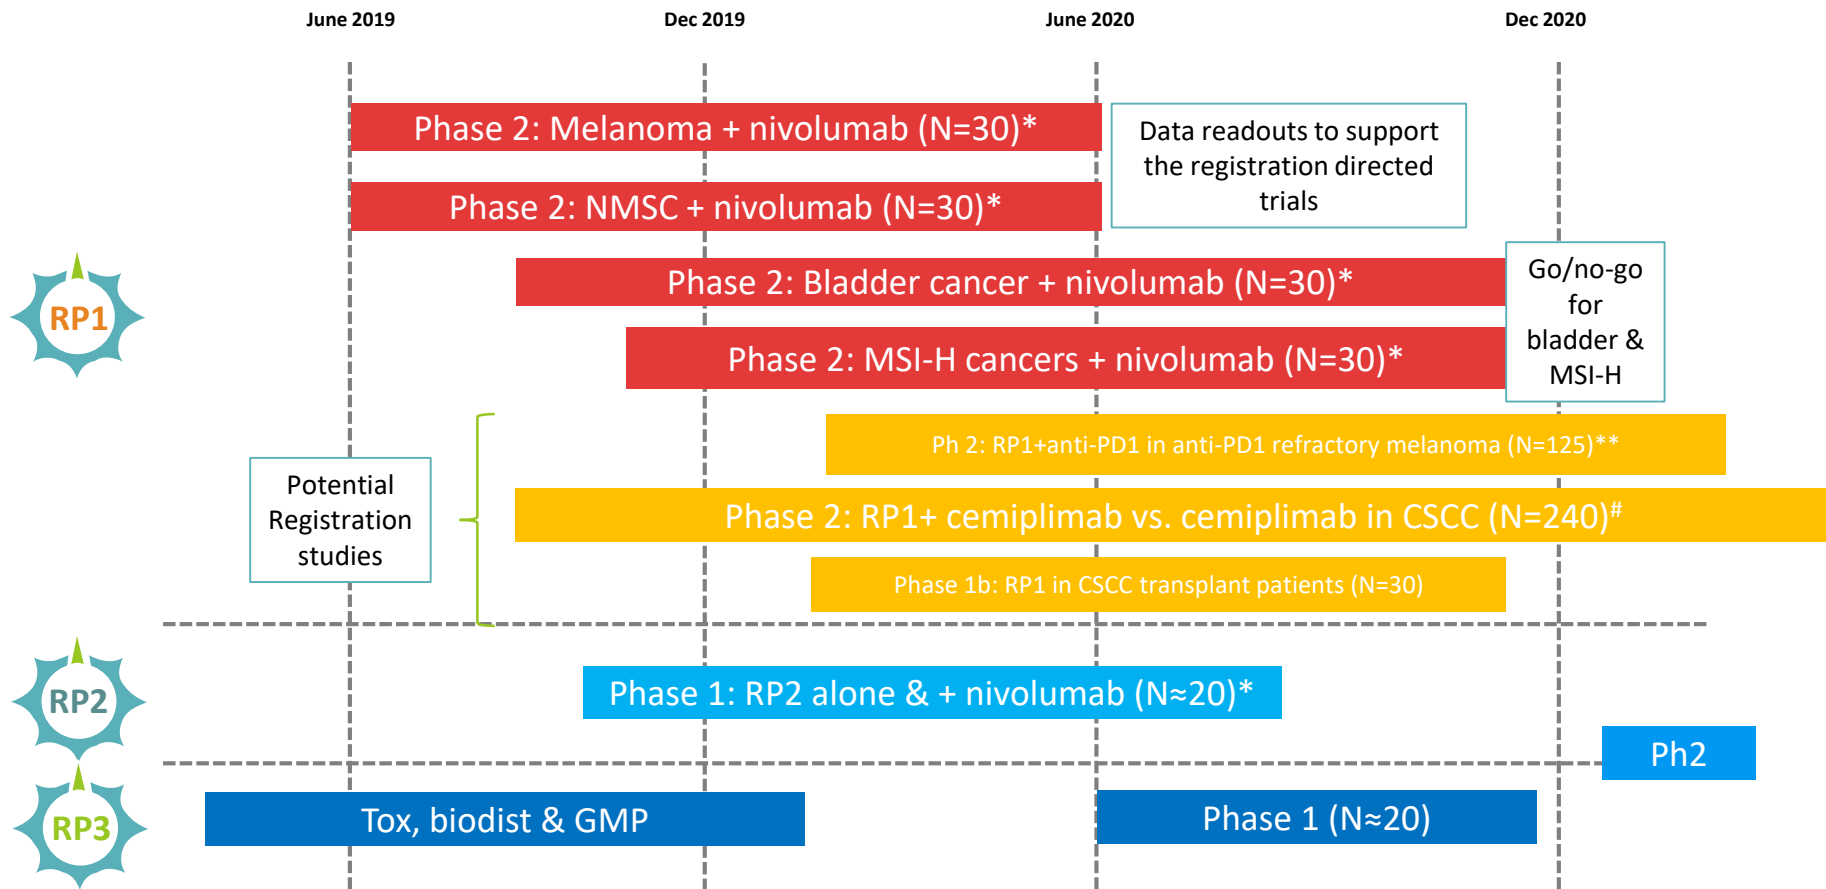 June 2019
Dec 2019
June 2020
Dec 2020
Phase 2: Melanoma + nivolumab (N=30)*
Data readouts to support
the registration directed
trials
Phase 2: NMSC + nivolumab (N=30)*
RP1
Phase 2: Bladder cancer + nivolumab (N=30)*
Go/no-go
for
bladder &
MSI-H
Phase 2: MSI-H cancers + nivolumab (N=30)*
Ph 2: RP1+anti-PD1 in anti-PD1 refractory melanoma (N=125)**
Potential
Registration
studies
Phase 2: RP1+ cemiplimab vs. cemiplimab in CSCC (N=240)#
Phase 1b: RP1 in CSCC transplant patients (N=30)
RP2
Phase 1: RP2 alone & + nivolumab (N≈20)*
Ph2
RP3
Tox, biodist & GMP
Phase 1 (N≈20)